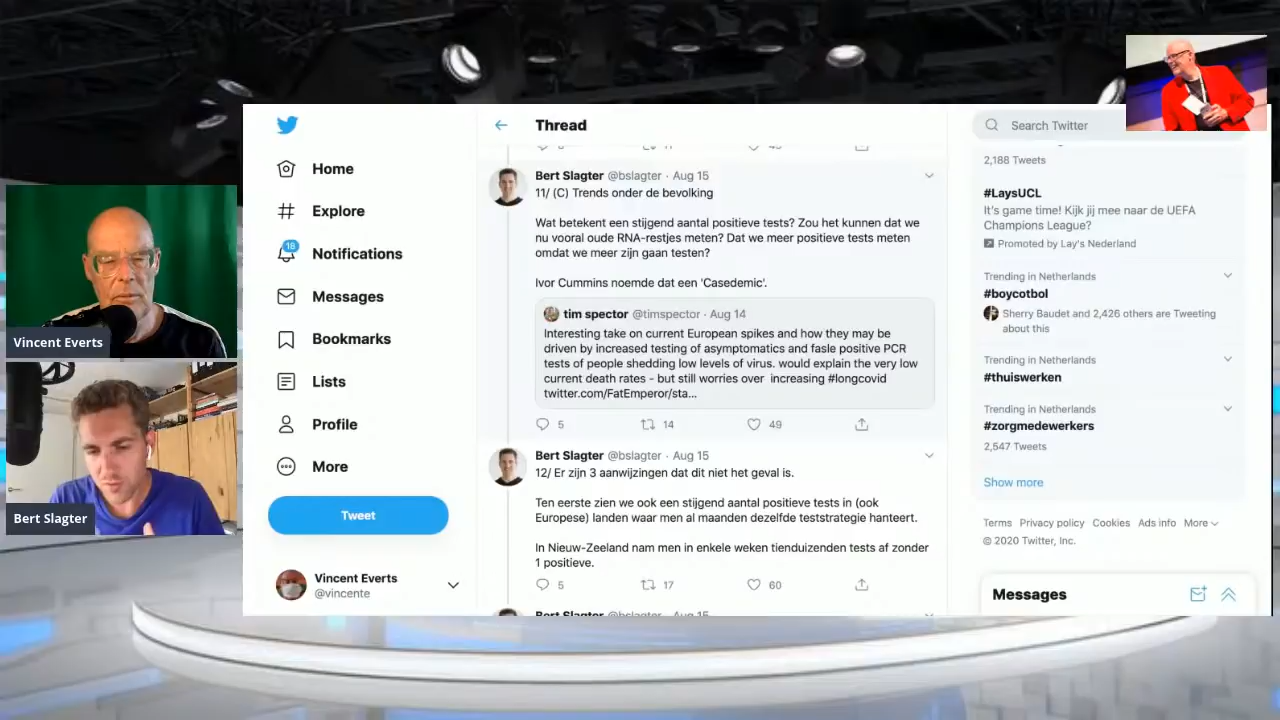 Vincent Everts
Bert Slagter
Home
Explore
18
Notifications
Messages
Bookmarks
Lists
Profile
More
Tweet
Vincent Everts
@vincente
Thread
11
49
Bert Slagter @bslagter · Aug 15
11/ (C) Trends onder de bevolking
Wat betekent een stijgend aantal positieve tests? Zou het kunnen dat we
nu vooral oude RNA-restjes meten? Dat we meer positieve tests meten
omdat we meer zijn gaan testen?
Ivor Cummins noemde dat een 'Casedemic'.
tim spector @timspector · Aug 14
Interesting take on current European spikes and how they may be
driven by increased testing of asymptomatics and fasle positive PCR
tests of people shedding low levels of virus. would explain the very low
current death rates - but still worries over increasing #longcovid
twitter.com/FatEmperor/sta...
5 14 49
Bert Slagter @bslagter · Aug 15
12/ Er zijn 3 aanwijzingen dat dit niet het geval is.
Ten eerste zien we ook een stijgend aantal positieve tests in (ook
Europese) landen waar men al maanden dezelfde teststrategie hanteert.
In Nieuw-Zeeland nam men in enkele weken tienduizenden tests af zonder
1 positieve.
5 17 60
Bert Slagter @bslagter · Aug 15
Search Twitter
2,188 Tweets
#LaysUCL
It's game time! Kijk jij mee naar de UEFA
Champions League?
Promoted by Lay's Nederland
Trending in Netherlands
#boycotbol
Sherry Baudet and 2,426 others are Tweeting
about this
Trending in Netherlands
#thuiswerken
Trending in Netherlands
#zorgmedewerkers
2,547 Tweets
Show more
Terms Privacy policy Cookies Ads info More
© 2020 Twitter, Inc.
Messages